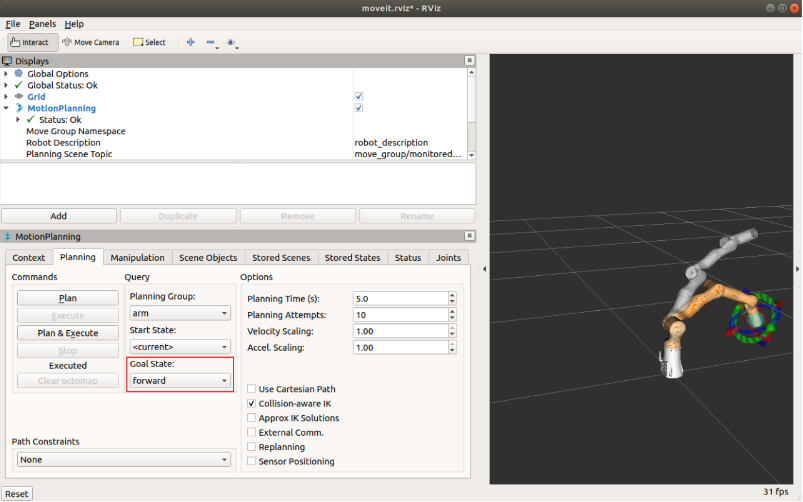 moveit.rviz* - RViz
File Panels Help
Interact Move Camera Select
Displays
Global Options
Global Status: Ok
Grid
MotionPlanning
Status: Ok
Move Group Namespace
Robot Description robot_description
Planning Scene Topic move_group/monitored...
Add Duplicate Remove Rename
MotionPlanning
Context Planning Manipulation Scene Objects Stored Scenes Stored States Status Joints
Commands Query Options
Plan
Execute
Plan & Execute
Stop
Executed
Clear octomap
Planning Group:
arm
Start State:
<current>
Goal State:
forward
Planning Time (s): 5.0
Planning Attempts: 10
Velocity Scaling: 1.00
Accel. Scaling: 1.00
Use Cartesian Path
Collision-aware IK
Approx IK Solutions
External Comm.
Replanning
Sensor Positioning
Path Constraints
None
Reset
31 fps